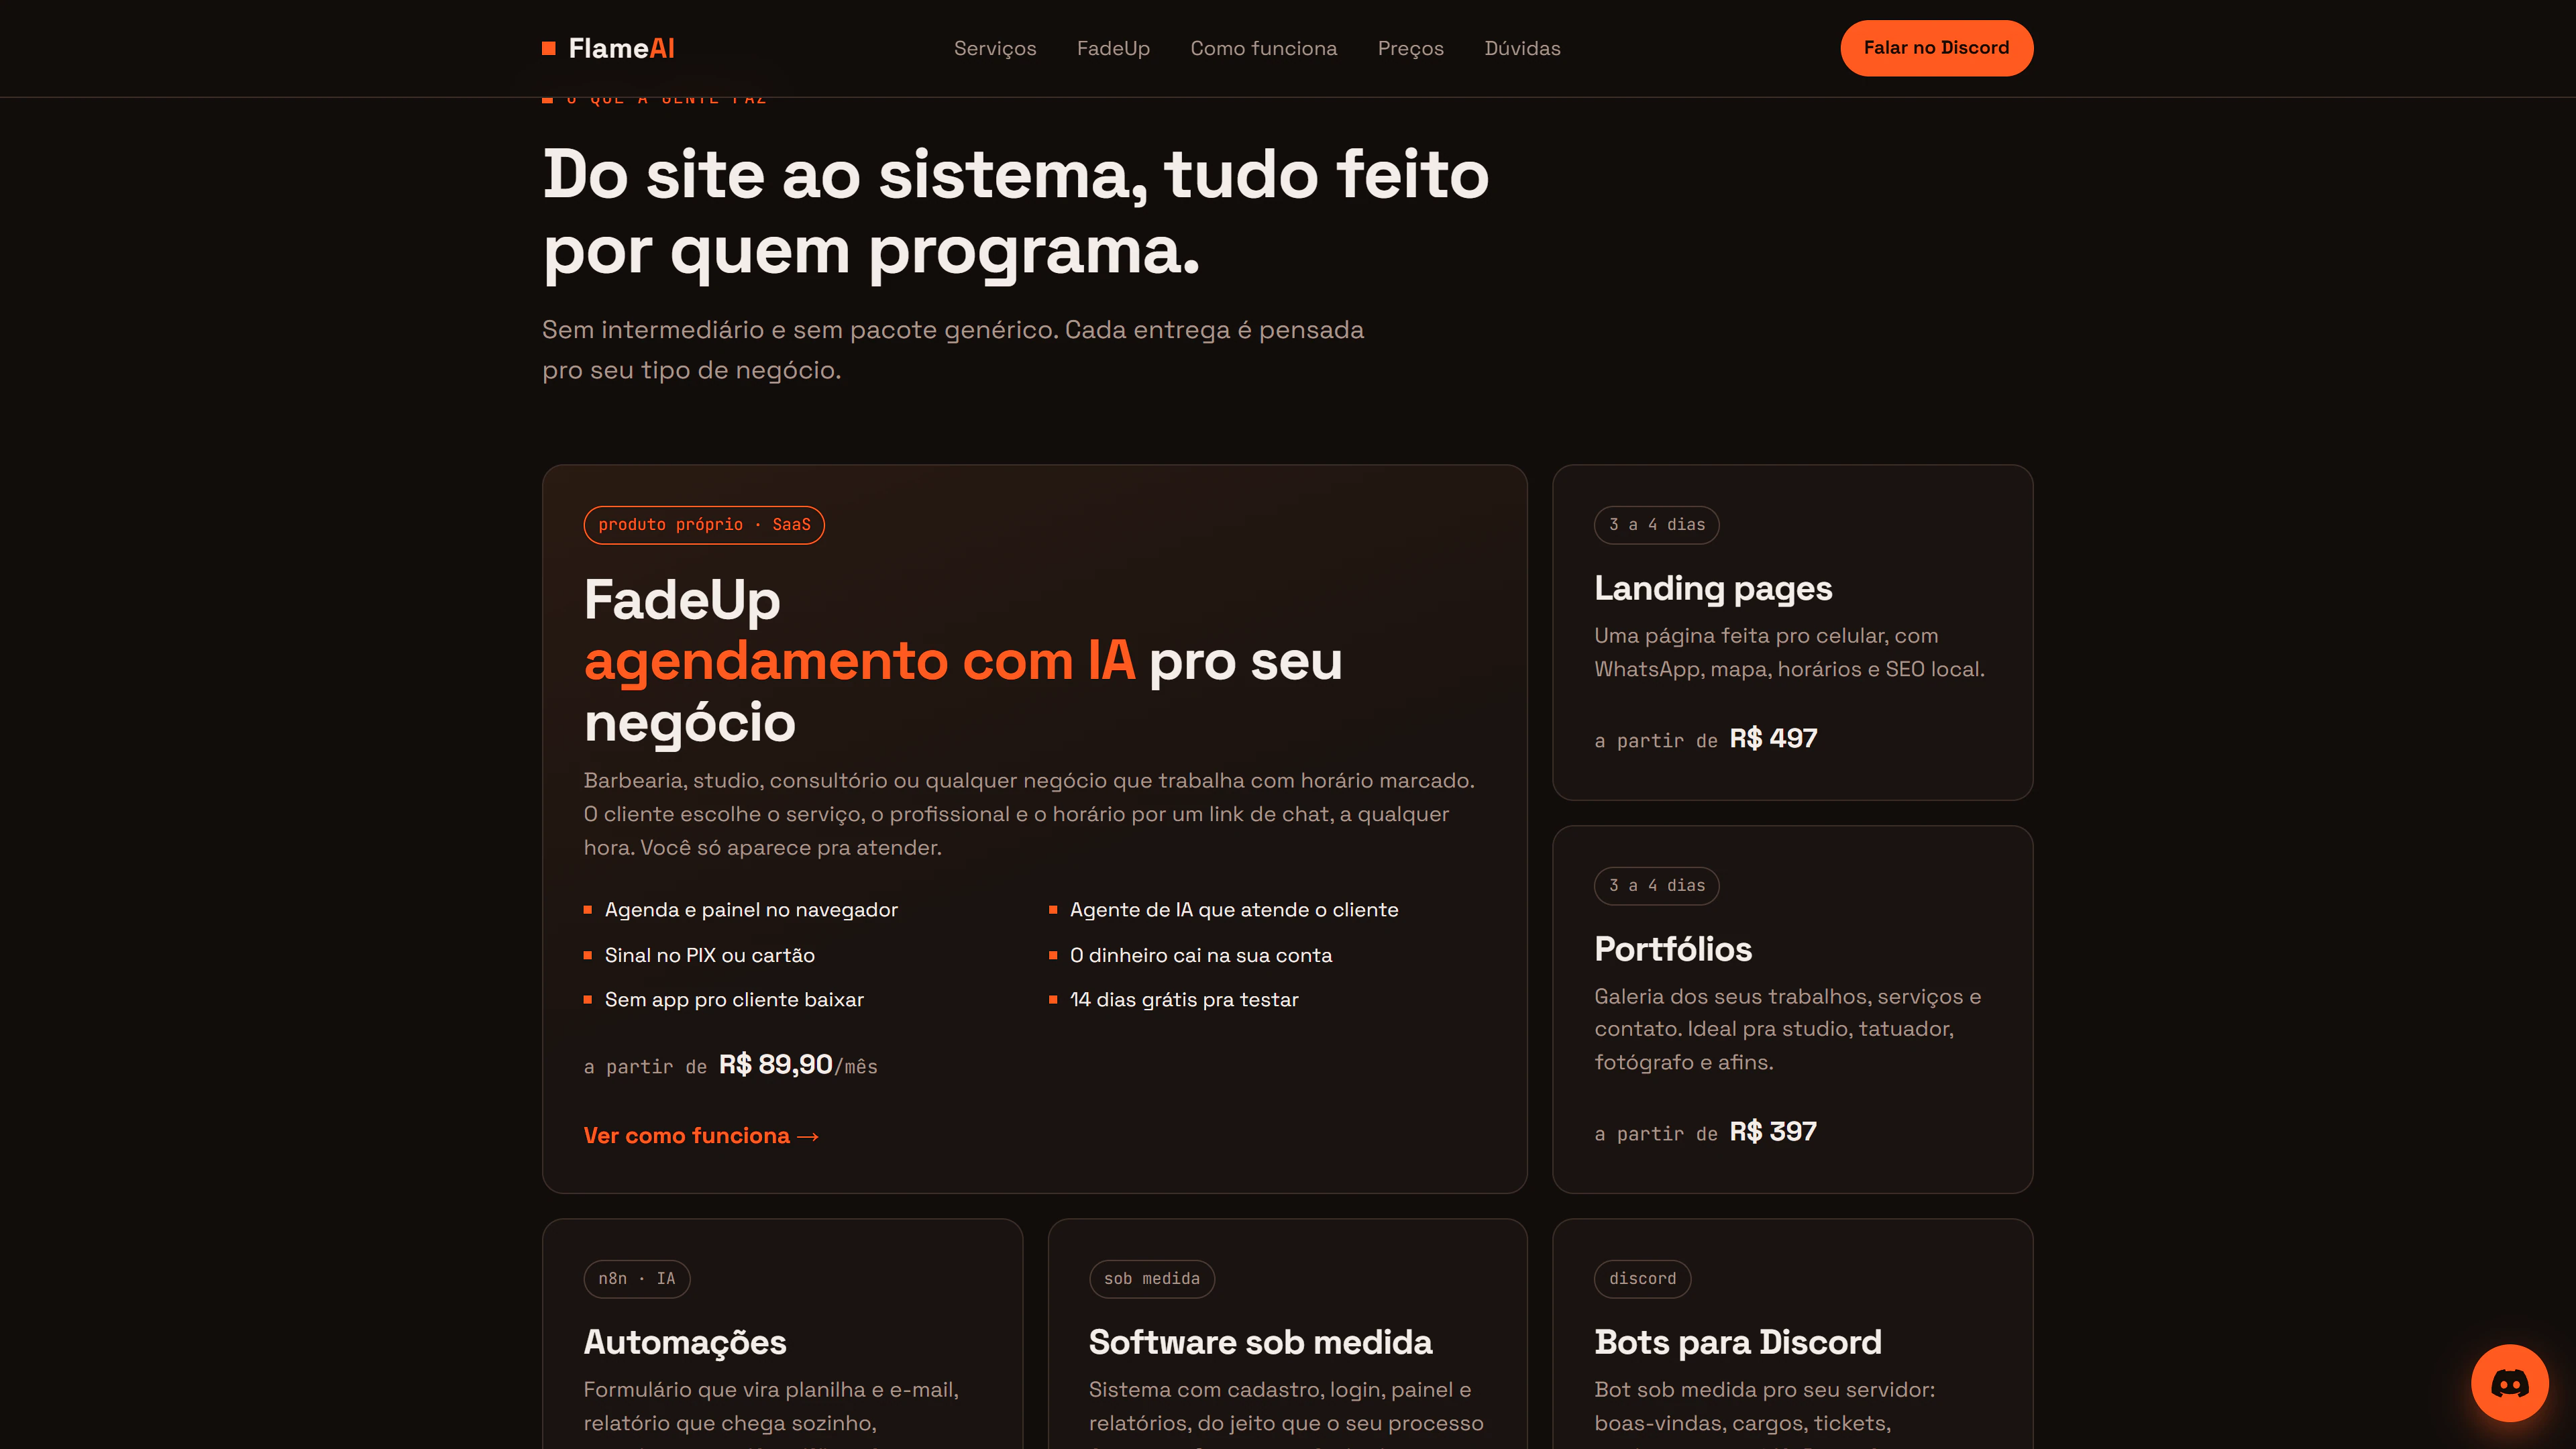 FlameAI
Serviços
FadeUp
Como funciona
Preços
Dúvidas
Falar no Discord
O QUE A GENTE FAZ
Do site ao sistema, tudo feito
por quem programa.
Sem intermediário e sem pacote genérico. Cada entrega é pensada
pro seu tipo de negócio.
produto próprio · SaaS
FadeUp
agendamento com IA pro seu
negócio
Barbearia, studio, consultório ou qualquer negócio que trabalha com horário marcado.
O cliente escolhe o serviço, o profissional e o horário por um link de chat, a qualquer
hora. Você só aparece pra atender.
Agenda e painel no navegador
Agente de IA que atende o cliente
Sinal no PIX ou cartão
O dinheiro cai na sua conta
Sem app pro cliente baixar
14 dias grátis pra testar
a partir de R$ 89,90/mês
Ver como funciona →
3 a 4 dias
Landing pages
Uma página feita pro celular, com
WhatsApp, mapa, horários e SEO local.
a partir de R$ 497
3 a 4 dias
Portfólios
Galeria dos seus trabalhos, serviços e
contato. Ideal pra studio, tatuador,
fotógrafo e afins.
a partir de R$ 397
n8n · IA
Automações
Formulário que vira planilha e e-mail,
relatório que chega sozinho,
sob medida
Software sob medida
Sistema com cadastro, login, painel e
relatórios, do jeito que o seu processo
discord
Bots para Discord
Bot sob medida pro seu servidor:
boas-vindas, cargos, tickets,